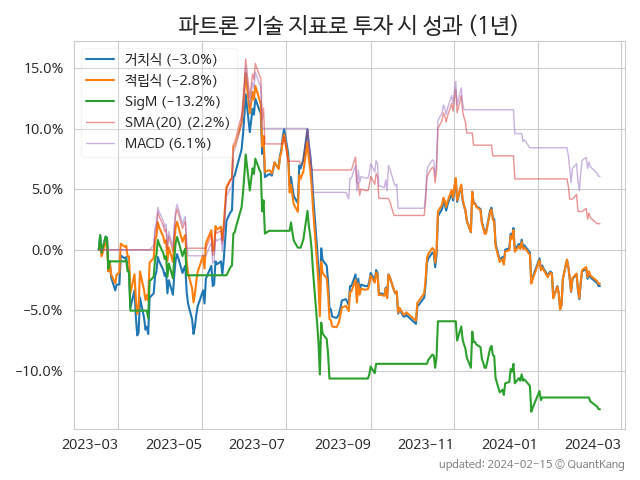 파트론 기술 지표로 투자 시 성과 (1년)
거치식 (−3.0%)
적립식 (−2.8%)
SigM (−13.2%)
SMA(20) (2.2%)
MACD (6.1%)
15.0%
10.0%
5.0%
0.0%
−5.0%
−10.0%
2023-03 2023-05 2023-07 2023-09 2023-11 2024-01 2024-03
updated: 2024-02-15 © QuantKang